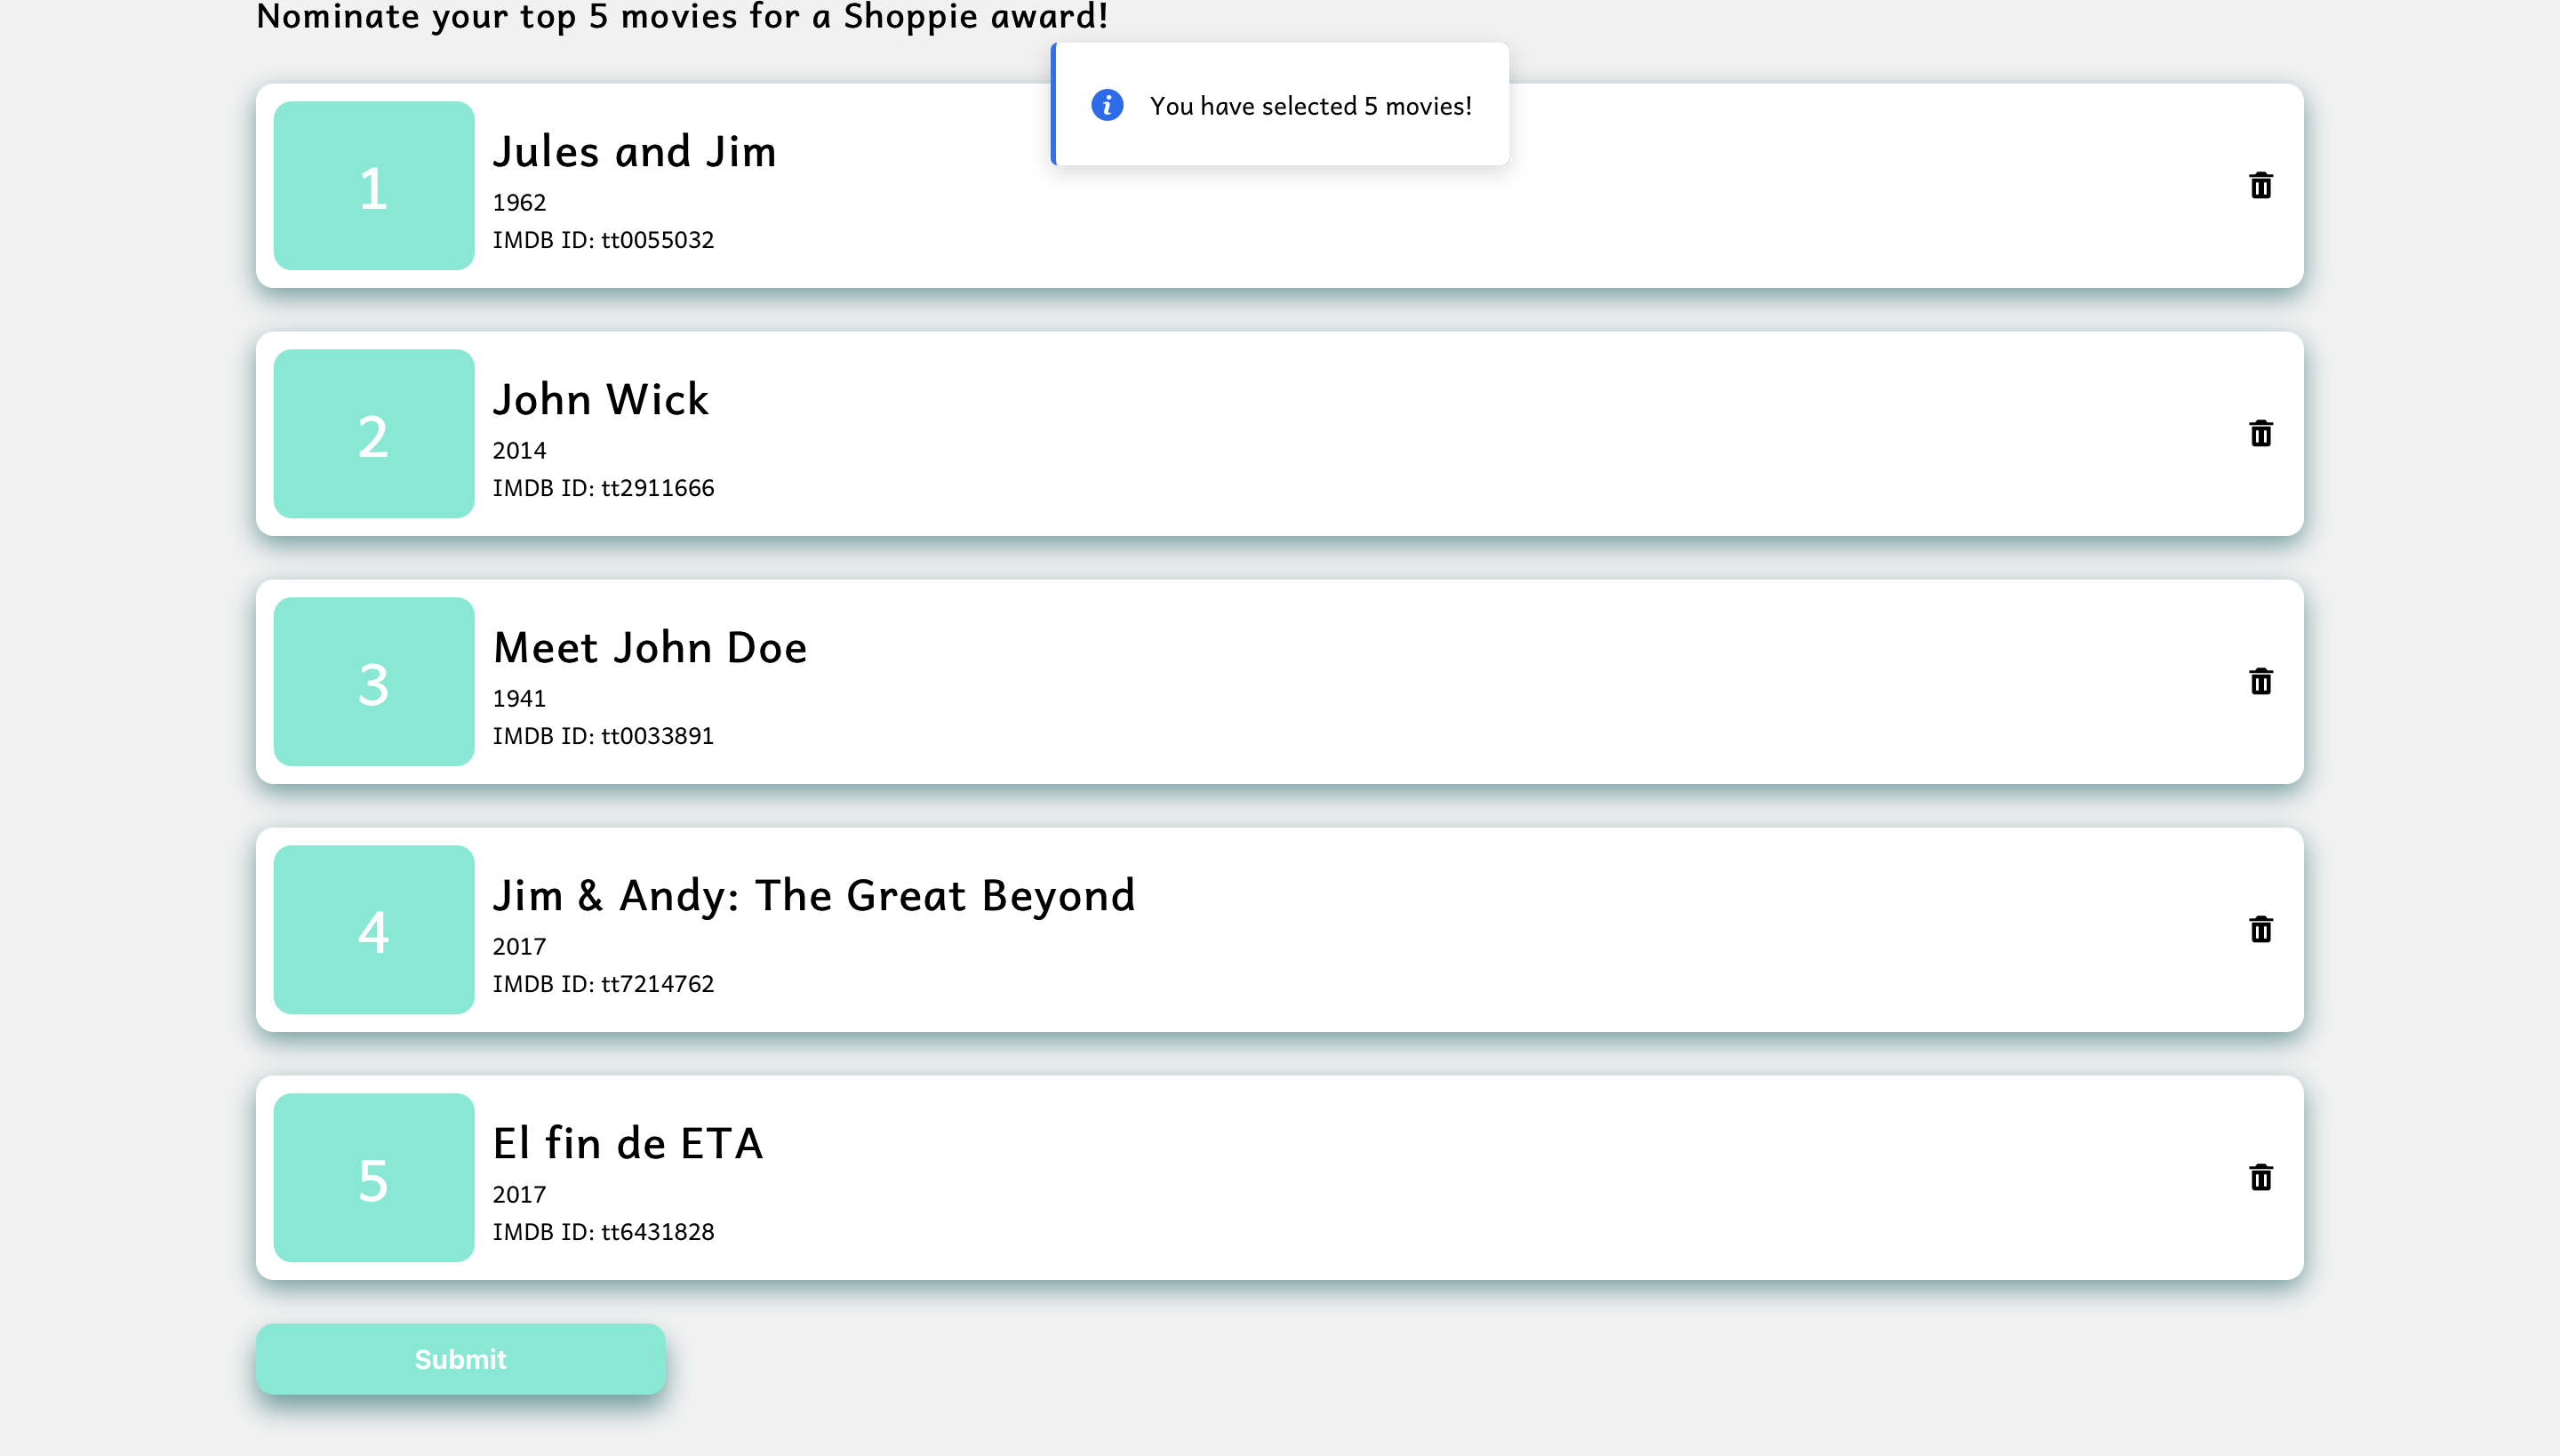 Nominate your top 5 movies for a Shoppie award!
You have selected 5 movies!
1
Jules and Jim
1962
IMDB ID: tt0055032
2
John Wick
2014
IMDB ID: tt2911666
3
Meet John Doe
1941
IMDB ID: tt0033891
4
Jim & Andy: The Great Beyond
2017
IMDB ID: tt7214762
5
El fin de ETA
2017
IMDB ID: tt6431828
Submit